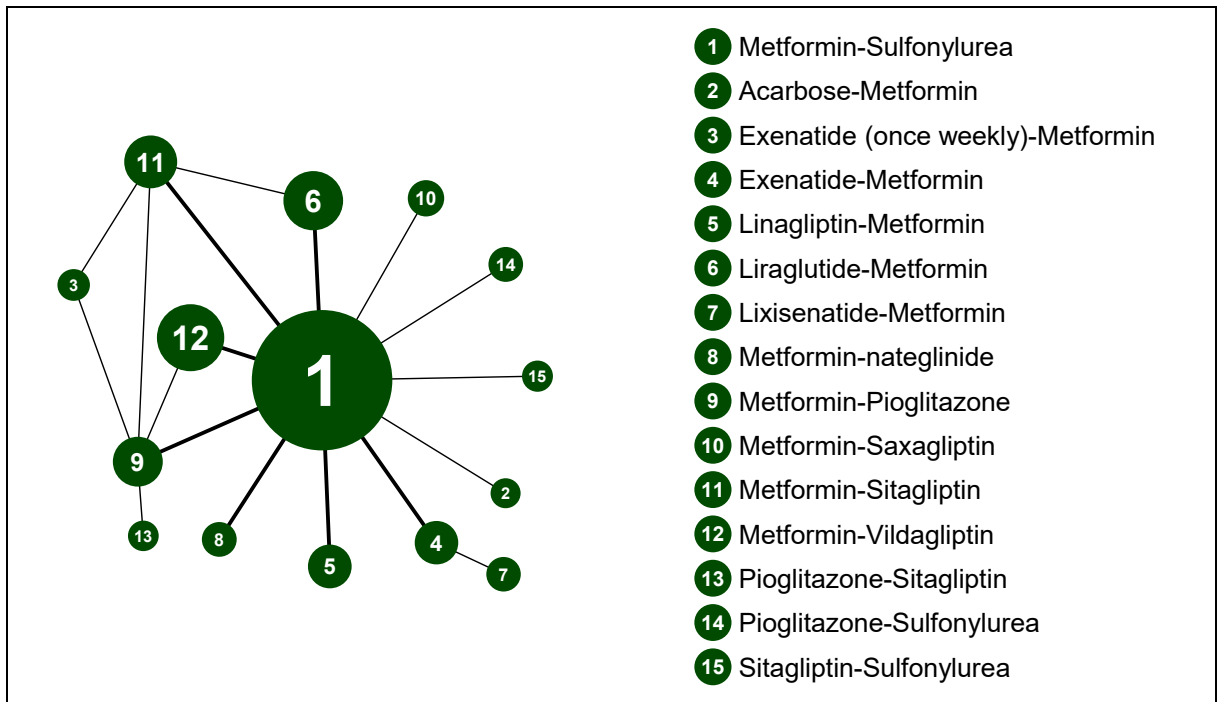 1 Metformin-Sulfonylurea
2 Acarbose-Metformin
3 Exenatide (once weekly)-Metformin
4 Exenatide-Metformin
5 Linagliptin-Metformin
6 Liraglutide-Metformin
7 Lixisenatide-Metformin
8 Metformin-nateglinide
9 Metformin-Pioglitazone
10 Metformin-Saxagliptin
11 Metformin-Sitagliptin
12 Metformin-Vildagliptin
13 Pioglitazone-Sitagliptin
14 Pioglitazone-Sulfonylurea
15 Sitagliptin-Sulfonylurea
11
6
10
14
3
12
1
15
9
2
13
8
5
4
7